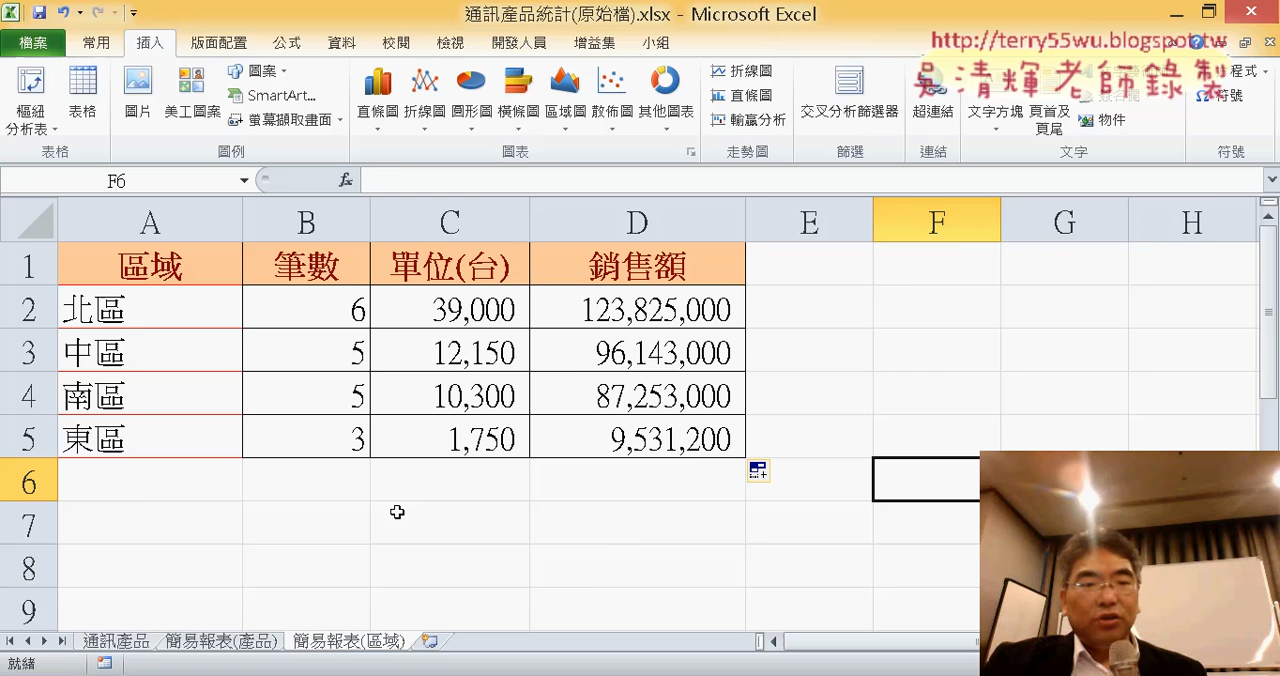 通訊產品統計(原始檔).xlsx - Microsoft Excel
檔案 常用 插入 版面配置 公式 資料 校閱 檢視 開發人員 增益集 小組
http://terry55wu.blogspot.tw
吳清輝老師錄製
樞紐分析表 表格 圖片 美工圖案 圖案 SmartArt... 螢幕擷取畫面 直條圖 折線圖 圓形圖 橫條圖 區域圖 散佈圖 其他圖表 折線圖 直條圖 輸贏分析 交叉分析篩選器 超連結 文字方塊 頁首及頁尾 物件 程式 符號
表格 圖例 圖表 走勢圖 篩選 連結 文字 符號
F6 fx
A B C D E F G H
1 區域 筆數 單位(台) 銷售額
2 北區 6 39,000 123,825,000
3 中區 5 12,150 96,143,000
4 南區 5 10,300 87,253,000
5 東區 3 1,750 9,531,200
6
7
8
9
通訊產品 簡易報表(產品) 簡易報表(區域)
就緒